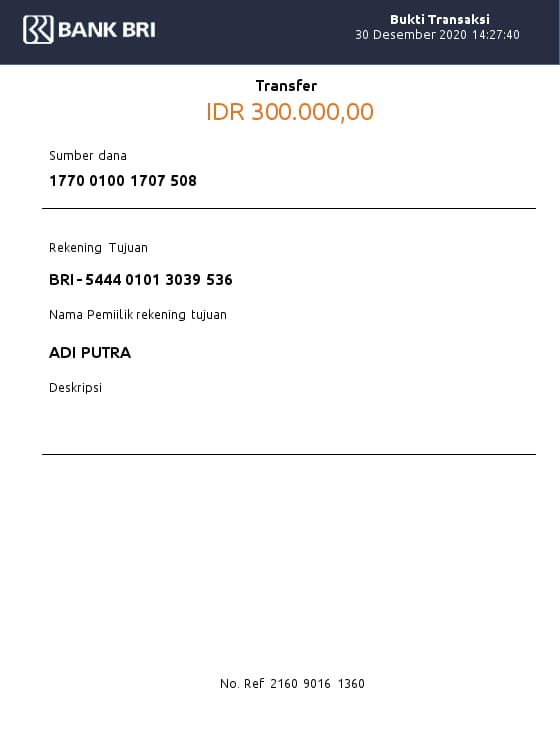 BANK BRI
Bukti Transaksi
30 Desember 2020 14:27:40
Transfer
IDR 300.000,00
Sumber dana
1770 0100 1707 508
Rekening Tujuan
BRI - 5444 0101 3039 536
Nama Pemiilik rekening tujuan
ADI PUTRA
Deskripsi
No. Ref 2160 9016 1360